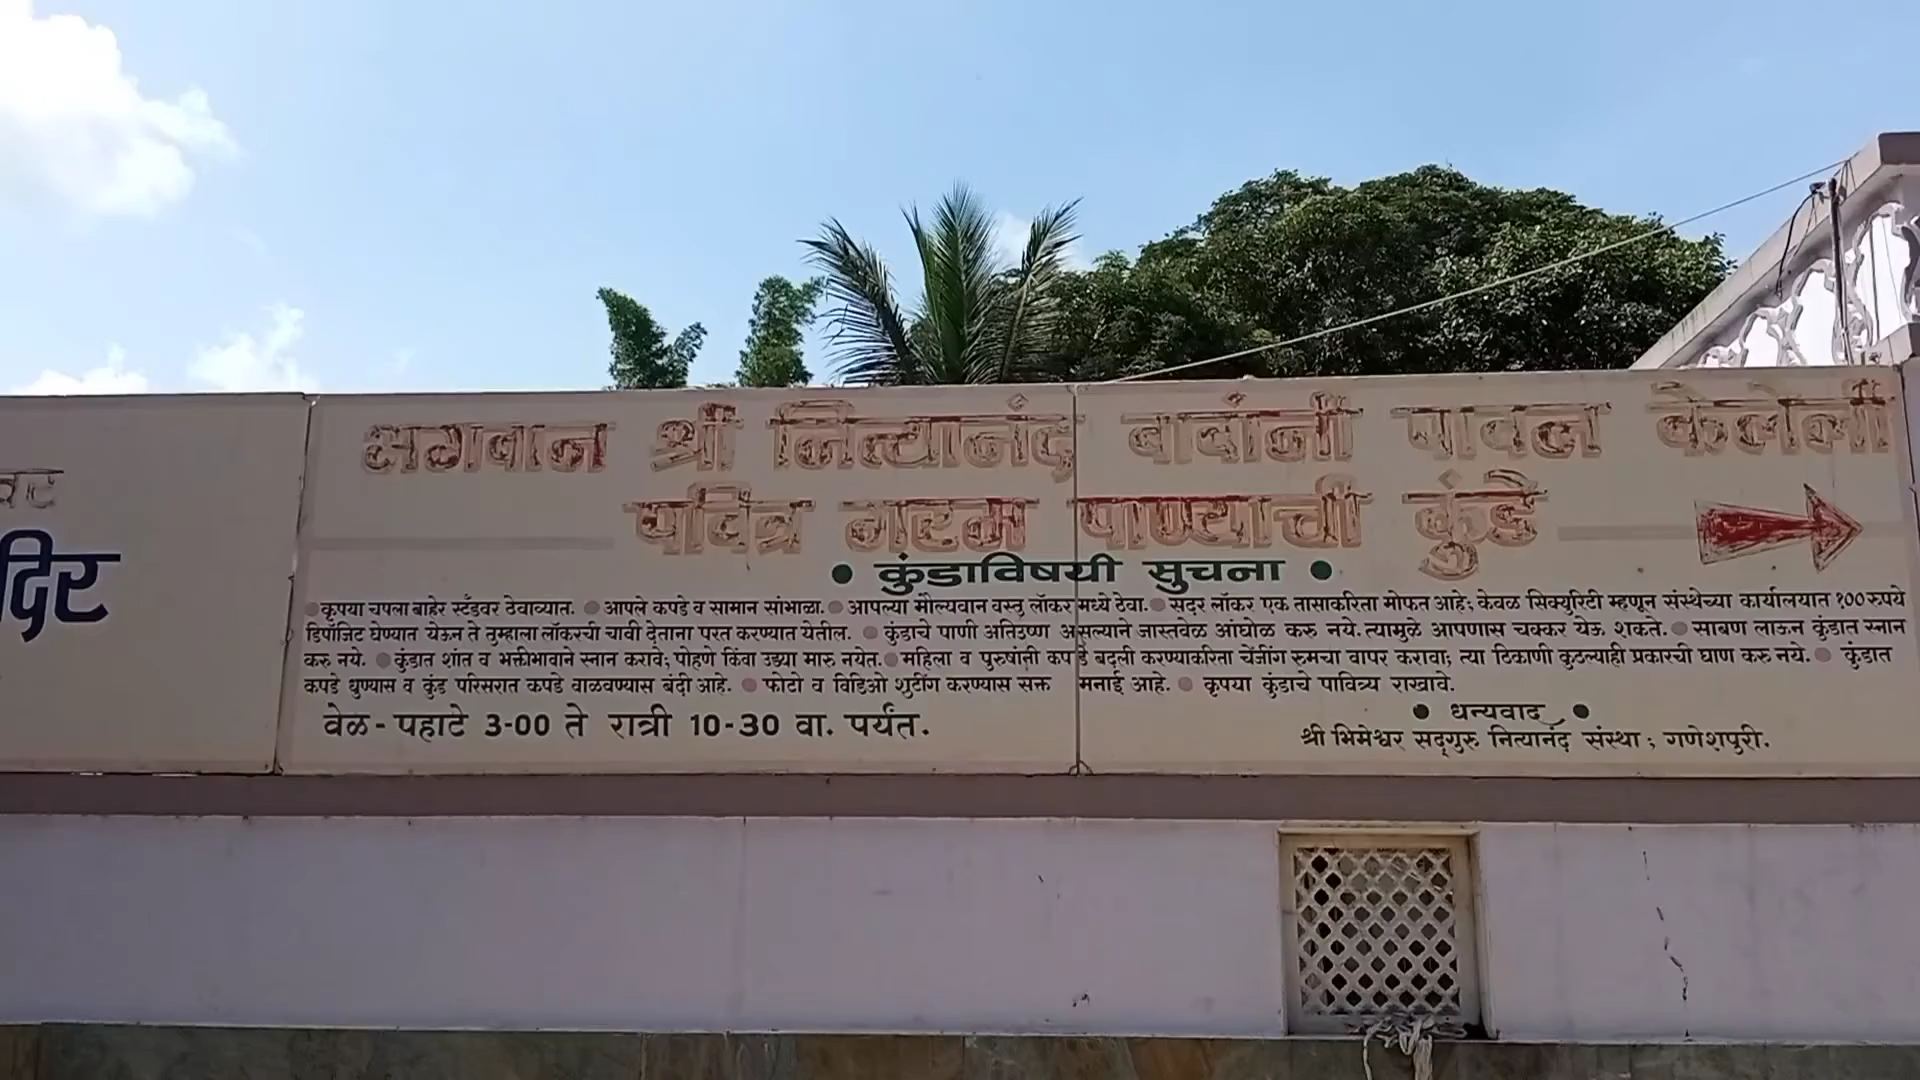 वट
दिर
भगवान श्री नित्यानंद बाबांनी पावल केलेली
पवित्र गरम पाण्याची कुंडे
• कुंडाविषयी सुचना •
• कृपया चपला बाहेर स्टँडवर ठेवाव्यात. • आपले कपडे व सामान सांभाळा. • आपल्या मौल्यवान वस्तु लॉकर मध्ये ठेवा. • सदर लॉकर एक तासाकरिता मोफत आहे; केवळ सिक्युरिटी म्हणून संस्थेच्या कार्यालयात १०० रुपये
डिपॉजिट घेण्यात येऊन ते तुम्हाला लॉकरची चावी देताना परत करण्यात येतील. • कुंडाचे पाणी अतिउष्ण असल्याने जास्तवेळ आंघोळ करु नये. त्यामुळे आपणास चक्कर येऊ शकते. • साबण लाऊन कुंडात स्नान
करु नये. • कुंडात शांत व भक्तीभावाने स्नान करावे; पोहणे किंवा उड्या मारु नयेत. • महिला व पुरुषांनी कपडे बदली करण्याकरिता चेंजींग रुमचा वापर करावा; त्या ठिकाणी कुठल्याही प्रकारची घाण करु नये. • कुंडात
कपडे धुण्यास व कुंड परिसरात कपडे वाळवण्यास बंदी आहे. • फोटो व विडिओ शुटींग करण्यास सक्त मनाई आहे. • कृपया कुंडाचे पावित्र्य राखावे.
वेळ - पहाटे 3-00 ते रात्री 10-30 वा. पर्यंत.
• धन्यवाद •
श्री भिमेश्वर सद्गुरु नित्यानंद संस्था ; गणेशपुरी.